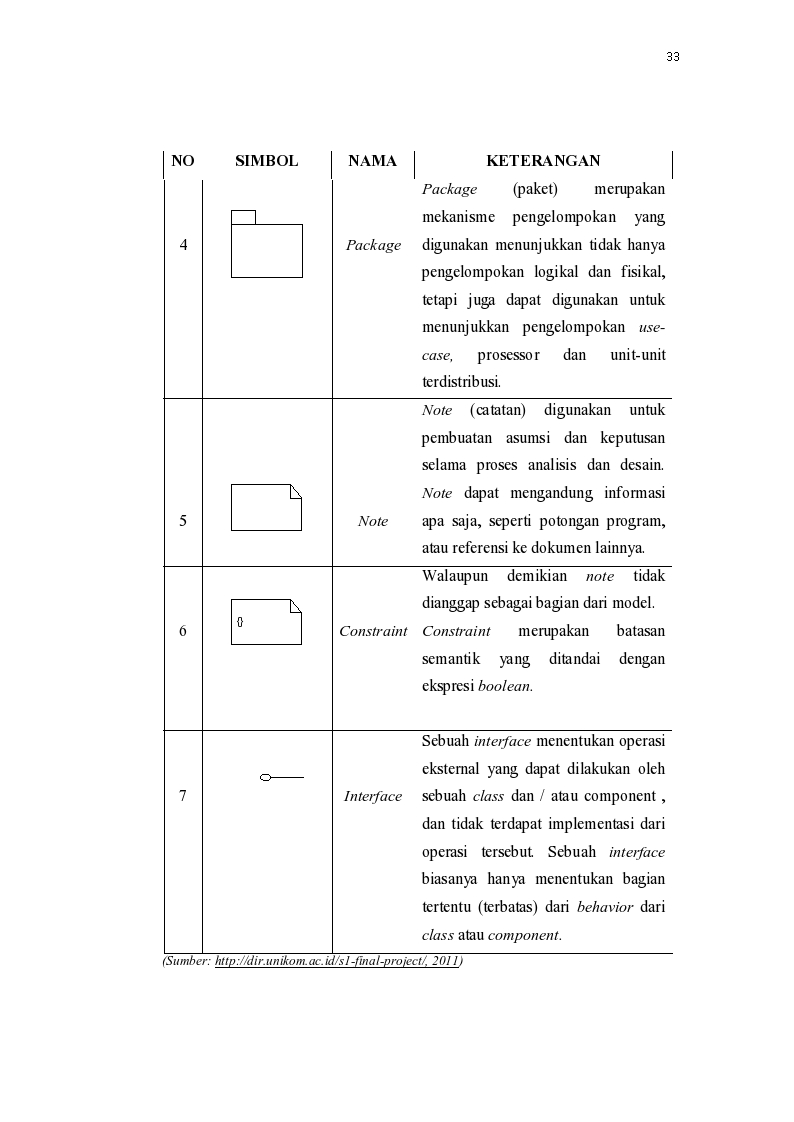 33
NO SIMBOL NAMA KETERANGAN
Package (paket) merupakan
mekanisme pengelompokan yang
4 Package digunakan menunjukkan tidak hanya
pengelompokan logikal dan fisikal,
tetapi juga dapat digunakan untuk
menunjukkan pengelompokan use-
case, prosessor dan unit-unit
terdistribusi.
Note (catatan) digunakan untuk
pembuatan asumsi dan keputusan
selama proses analisis dan desain.
Note dapat mengandung informasi
5 Note apa saja, seperti potongan program,
atau referensi ke dokumen lainnya.
Walaupun demikian note tidak
dianggap sebagai bagian dari model.
{}
6 Constraint Constraint merupakan batasan
semantik yang ditandai dengan
ekspresi boolean.
Sebuah interface menentukan operasi
eksternal yang dapat dilakukan oleh
7 Interface sebuah class dan / atau component ,
dan tidak terdapat implementasi dari
operasi tersebut. Sebuah interface
biasanya hanya menentukan bagian
tertentu (terbatas) dari behavior dari
class atau component.
(Sumber: http://dir.unikom.ac.id/s1-final-project/, 2011)